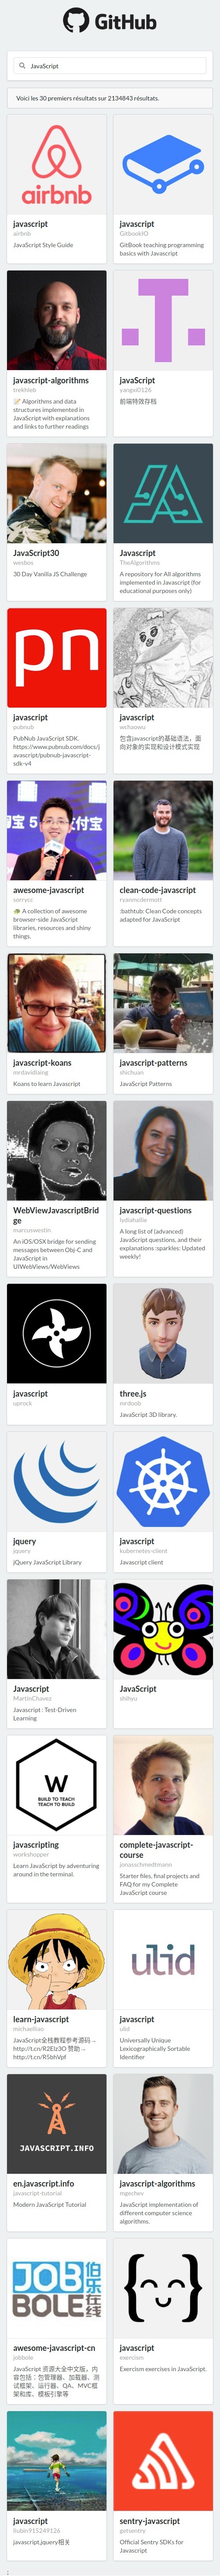 GitHub
JavaScript
Voici les 30 premiers résultats sur 2134843 résultats.
airbnb
javascript
airbnb
JavaScript Style Guide
javascript
GitbookIO
GitBook teaching programming
basics with Javascript
javascript-algorithms
trekhleb
📝 Algorithms and data
structures implemented in
JavaScript with explanations
and links to further readings
javaScript
yangxi0126
前端特效存档
JavaScript30
wesbos
30 Day Vanilla JS Challenge
Javascript
TheAlgorithms
A repository for All algorithms
implemented in Javascript (for
educational purposes only)
pn
javascript
pubnub
PubNub JavaScript SDK.
https://www.pubnub.com/docs/j
avascript/pubnub-javascript-
sdk-v4
javascript
wchaowu
包含javascript的基础语法，面
向对象的实现和设计模式实现
awesome-javascript
sorrycc
🐢 A collection of awesome
browser-side JavaScript
libraries, resources and shiny
things.
clean-code-javascript
ryanmcdermott
:bathtub: Clean Code concepts
adapted for JavaScript
javascript-koans
mrdavidlaing
Koans to learn Javascript
javascript-patterns
shichuan
JavaScript Patterns
WebViewJavascriptBrid
ge
marcuswestin
An iOS/OSX bridge for sending
messages between Obj-C and
JavaScript in
UIWebViews/WebViews
javascript-questions
lydiahallie
A long list of (advanced)
JavaScript questions, and their
explanations :sparkles: Updated
weekly!
javascript
uprock
three.js
mrdoob
JavaScript 3D library.
jquery
jquery
jQuery JavaScript Library
javascript
kubernetes-client
Javascript client
Javascript
MartinChavez
Javascript : Test-Driven
Learning
JavaScript
shihyu
W
BUILD TO TEACH
TEACH TO BUILD
javascripting
workshopper
Learn JavaScript by adventuring
around in the terminal.
complete-javascript-
course
jonasschmedtmann
Starter files, final projects and
FAQ for my Complete
JavaScript course
learn-javascript
michaelliao
JavaScript全栈教程参考源码 --
http://t.cn/R2EIz3O 赞助 --
http://t.cn/R5bhVpf
ulid
javascript
ulid
Universally Unique
Lexicographically Sortable
Identifier
JAVASCRIPT.INFO
en.javascript.info
javascript-tutorial
Modern JavaScript Tutorial
javascript-algorithms
mgechev
JavaScript implementation of
different computer science
algorithms.
JOB
BOLE
伯乐在线
awesome-javascript-cn
jobbole
JavaScript 资源大全中文版，内
容包括：包管理器、加载器、测
试框架、运行器、QA、MVC框
架和库、模板引擎等
javascript
exercism
Exercism exercises in JavaScript.
javascript
liubin915249126
javascript,jquery相关
sentry-javascript
getsentry
Official Sentry SDKs for
Javascript
;